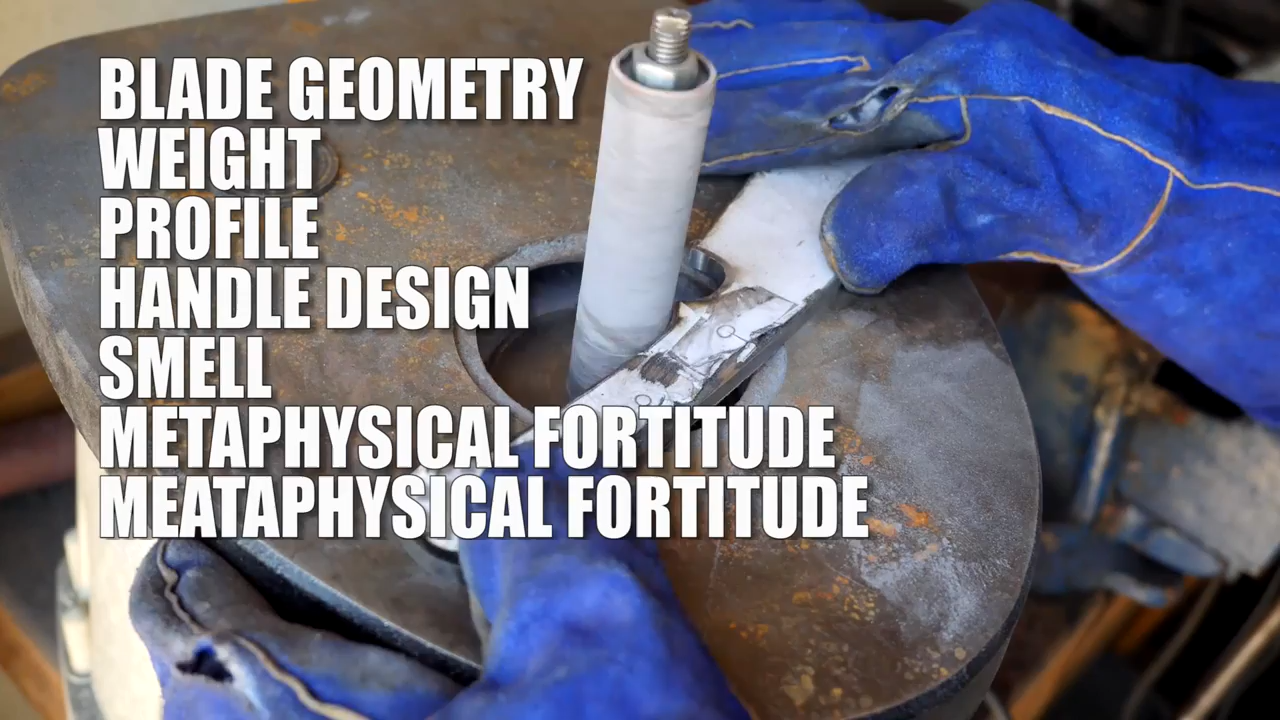 BLADE GEOMETRY
WEIGHT
PROFILE
HANDLE DESIGN
SMELL
METAPHYSICAL FORTITUDE
MEATAPHYSICAL FORTITUDE